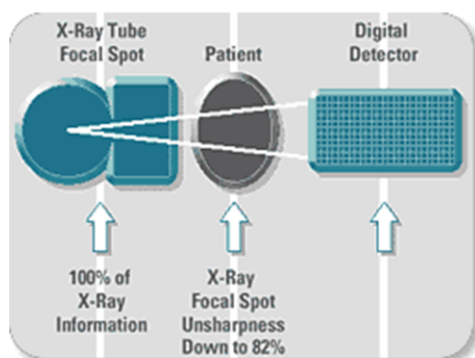 X-Ray Tube
Focal Spot
Patient
Digital
Detector
100% of
X-Ray
Information
X-Ray
Focal Spot
Unsharpness
Down to 82%